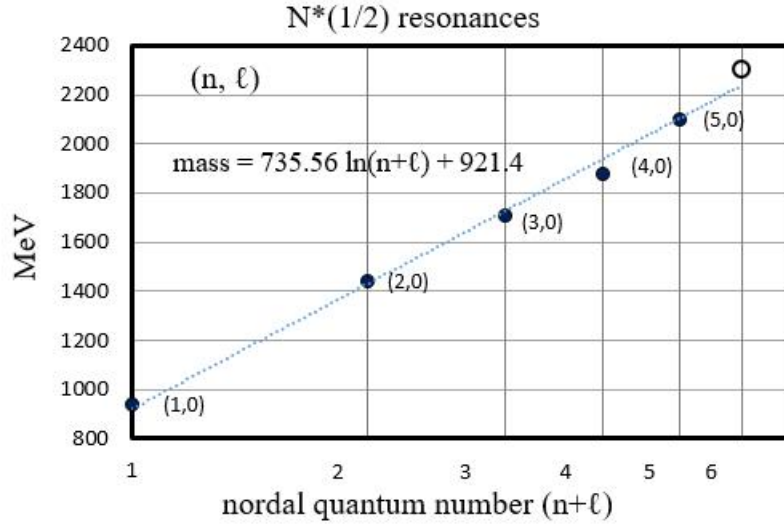 N*(1/2) resonances
2400
2200
2000
1800
1600
1400
1200
1000
800
MeV
(n, ℓ)
mass = 735.56 ln(n+ℓ) + 921.4
(1,0)
(2,0)
(3,0)
(4,0)
(5,0)
1 2 3 4 5 6
nordal quantum number (n+ℓ)